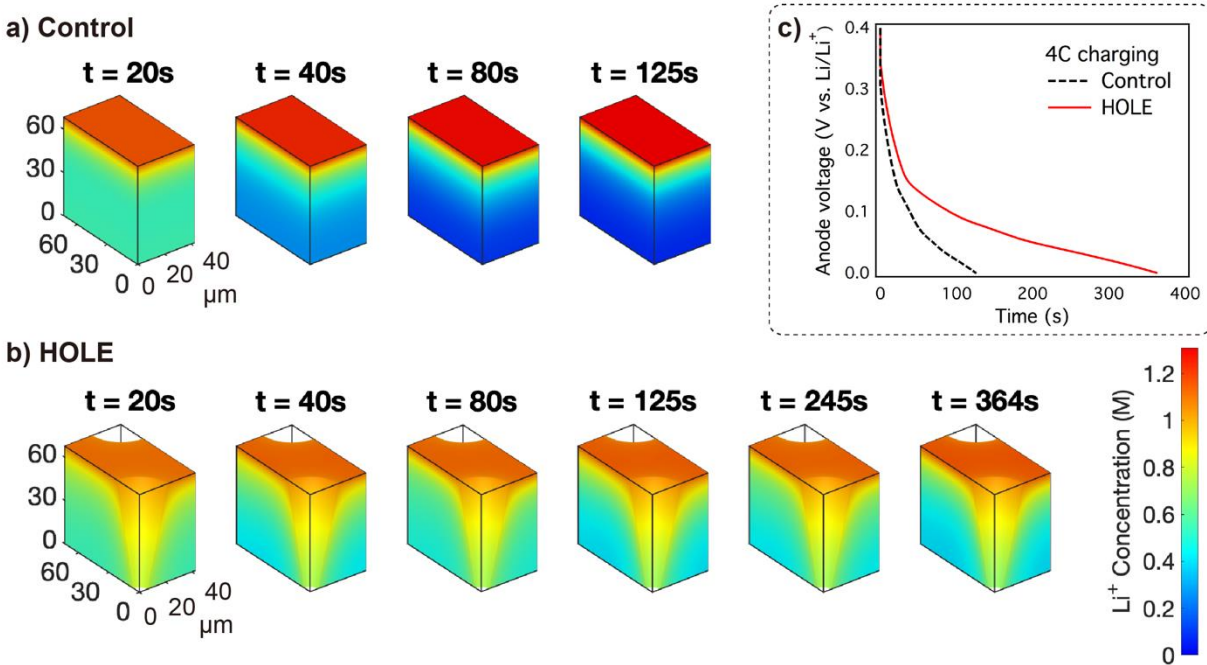 a) Control
t = 20s
t = 40s
t = 80s
t = 125s
60
30
0
60
30
0
0
20
40
µm
c)
Anode voltage (V vs. Li/Li⁺)
0.4
0.3
0.2
0.1
0.0
4C charging
Control
HOLE
0
100
200
300
400
Time (s)
b) HOLE
t = 20s
t = 40s
t = 80s
t = 125s
t = 245s
t = 364s
60
30
0
60
30
0
0
20
40
µm
Li⁺ Concentration (M)
1.2
1
0.8
0.6
0.4
0.2
0